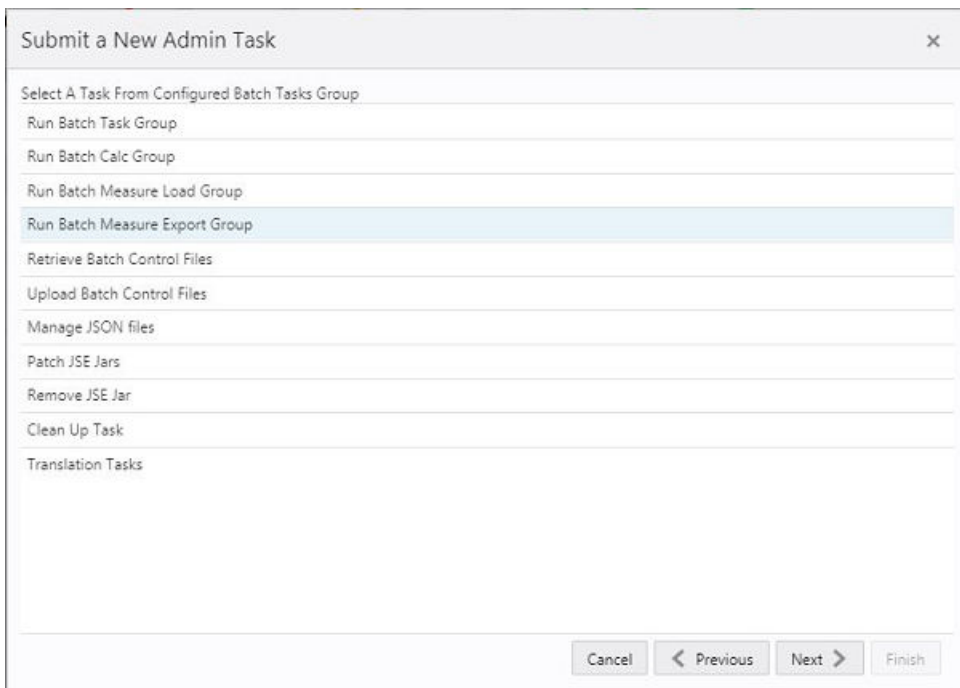 Submit a New Admin Task
Select A Task From Configured Batch Tasks Group
Run Batch Task Group
Run Batch Calc Group
Run Batch Measure Load Group
Run Batch Measure Export Group
Retrieve Batch Control Files
Upload Batch Control Files
Manage JSON files
Patch JSE Jars
Remove JSE Jar
Clean Up Task
Translation Tasks
Cancel Previous Next Finish